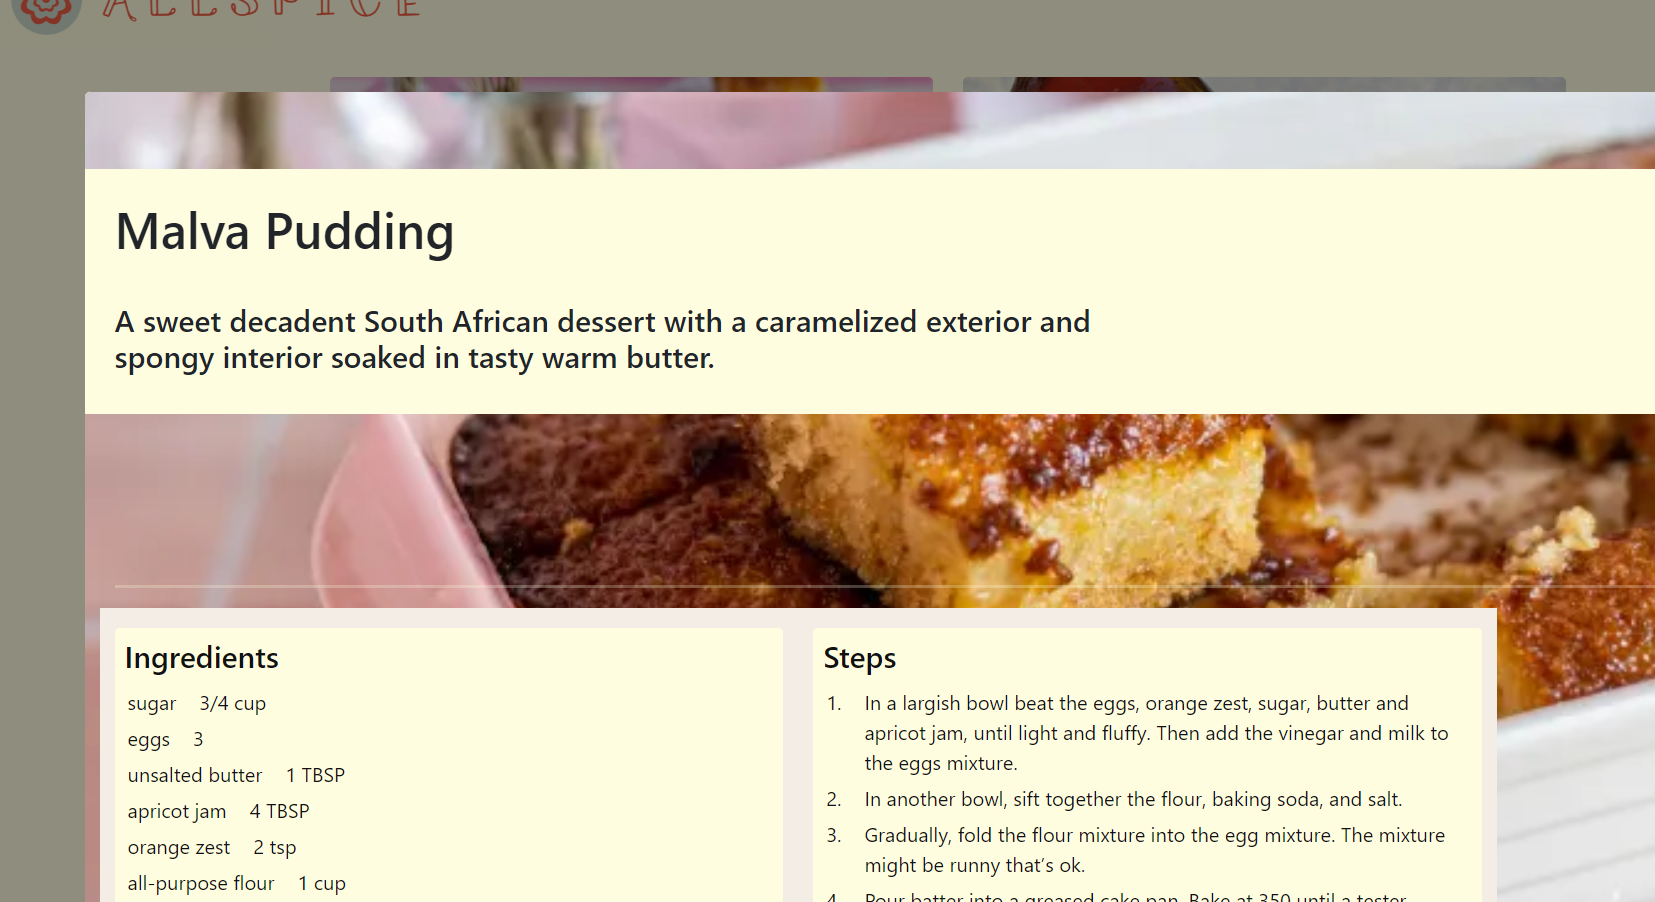 ALLSPICE
Malva Pudding
A sweet decadent South African dessert with a caramelized exterior and
spongy interior soaked in tasty warm butter.
Ingredients
sugar 3/4 cup
eggs 3
unsalted butter 1 TBSP
apricot jam 4 TBSP
orange zest 2 tsp
all-purpose flour 1 cup
Steps
1. In a largish bowl beat the eggs, orange zest, sugar, butter and
apricot jam, until light and fluffy. Then add the vinegar and milk to
the eggs mixture.
2. In another bowl, sift together the flour, baking soda, and salt.
3. Gradually, fold the flour mixture into the egg mixture. The mixture
might be runny that's ok.
4. Pour batter into a greased cake pan. Bake at 350 until a tester